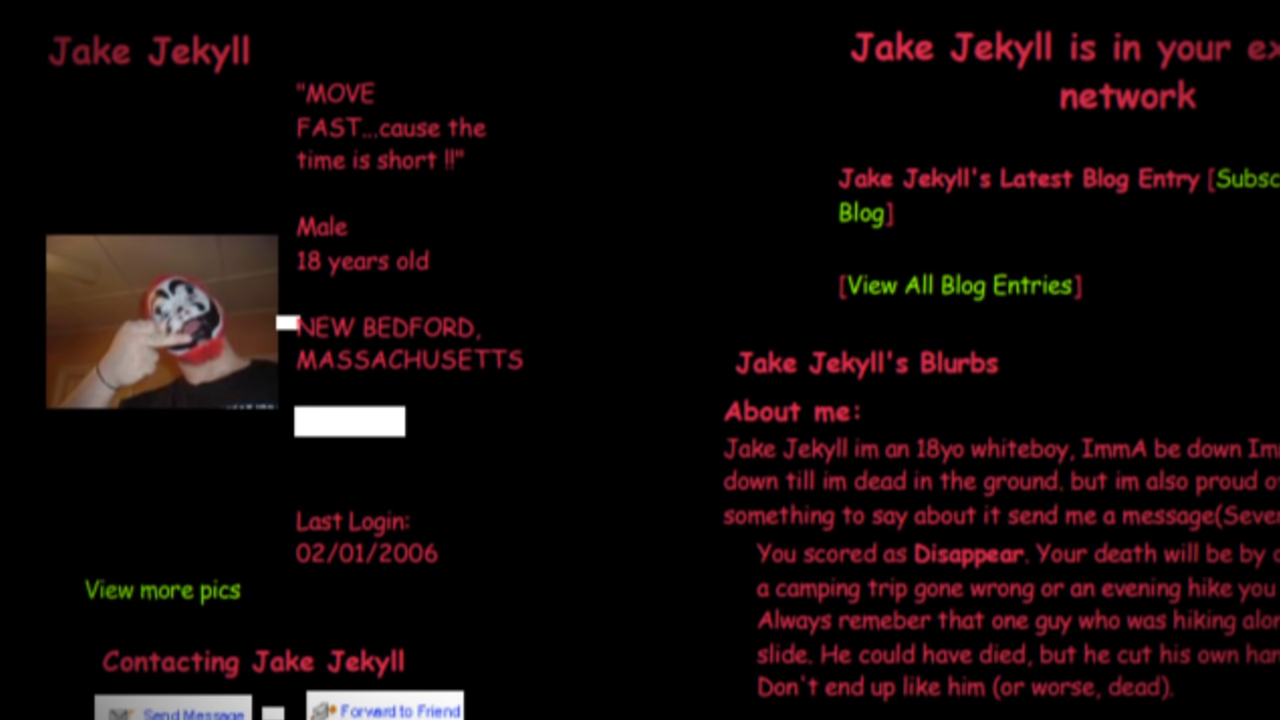 Jake Jekyll
"MOVE
FAST...cause the
time is short !!"
Male
18 years old
NEW BEDFORD,
MASSACHUSETTS
Last Login:
02/01/2006
View more pics
Contacting Jake Jekyll
Send Message
Forward to Friend
Jake Jekyll is in your
network
Jake Jekyll's Latest Blog Entry [
Blog]
[View All Blog Entries]
Jake Jekyll's Blurbs
About me:
Jake Jekyll im an 18yo whiteboy, ImmA be down
down till im dead in the ground. but im also proud
something to say about it send me a message(
You scored as Disappear. Your death will be by
a camping trip gone wrong or an evening hike you
Always remeber that one guy who was hiking
slide. He could have died, but he cut his own
Don't end up like him (or worse, dead).